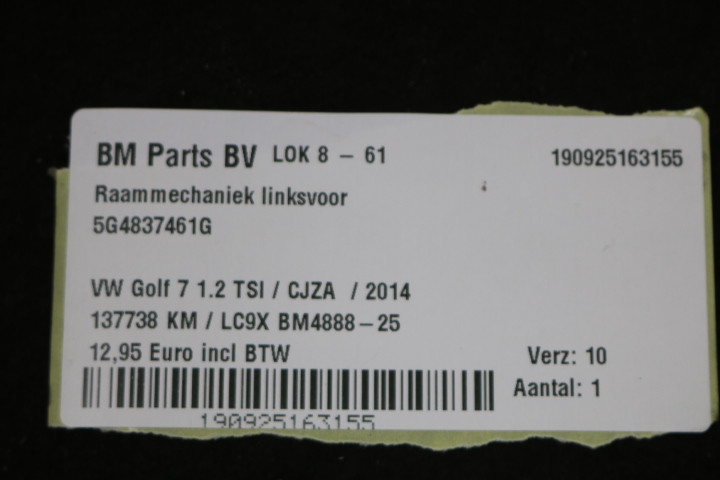 BM Parts BV LOK 8 - 61 190925163155
Raammechaniek linksvoor
5G4837461G
VW Golf 7 1.2 TSI / CJZA / 2014
137738 KM / LC9X BM4888-25
12,95 Euro incl BTW Verz: 10
Aantal: 1
190925163155